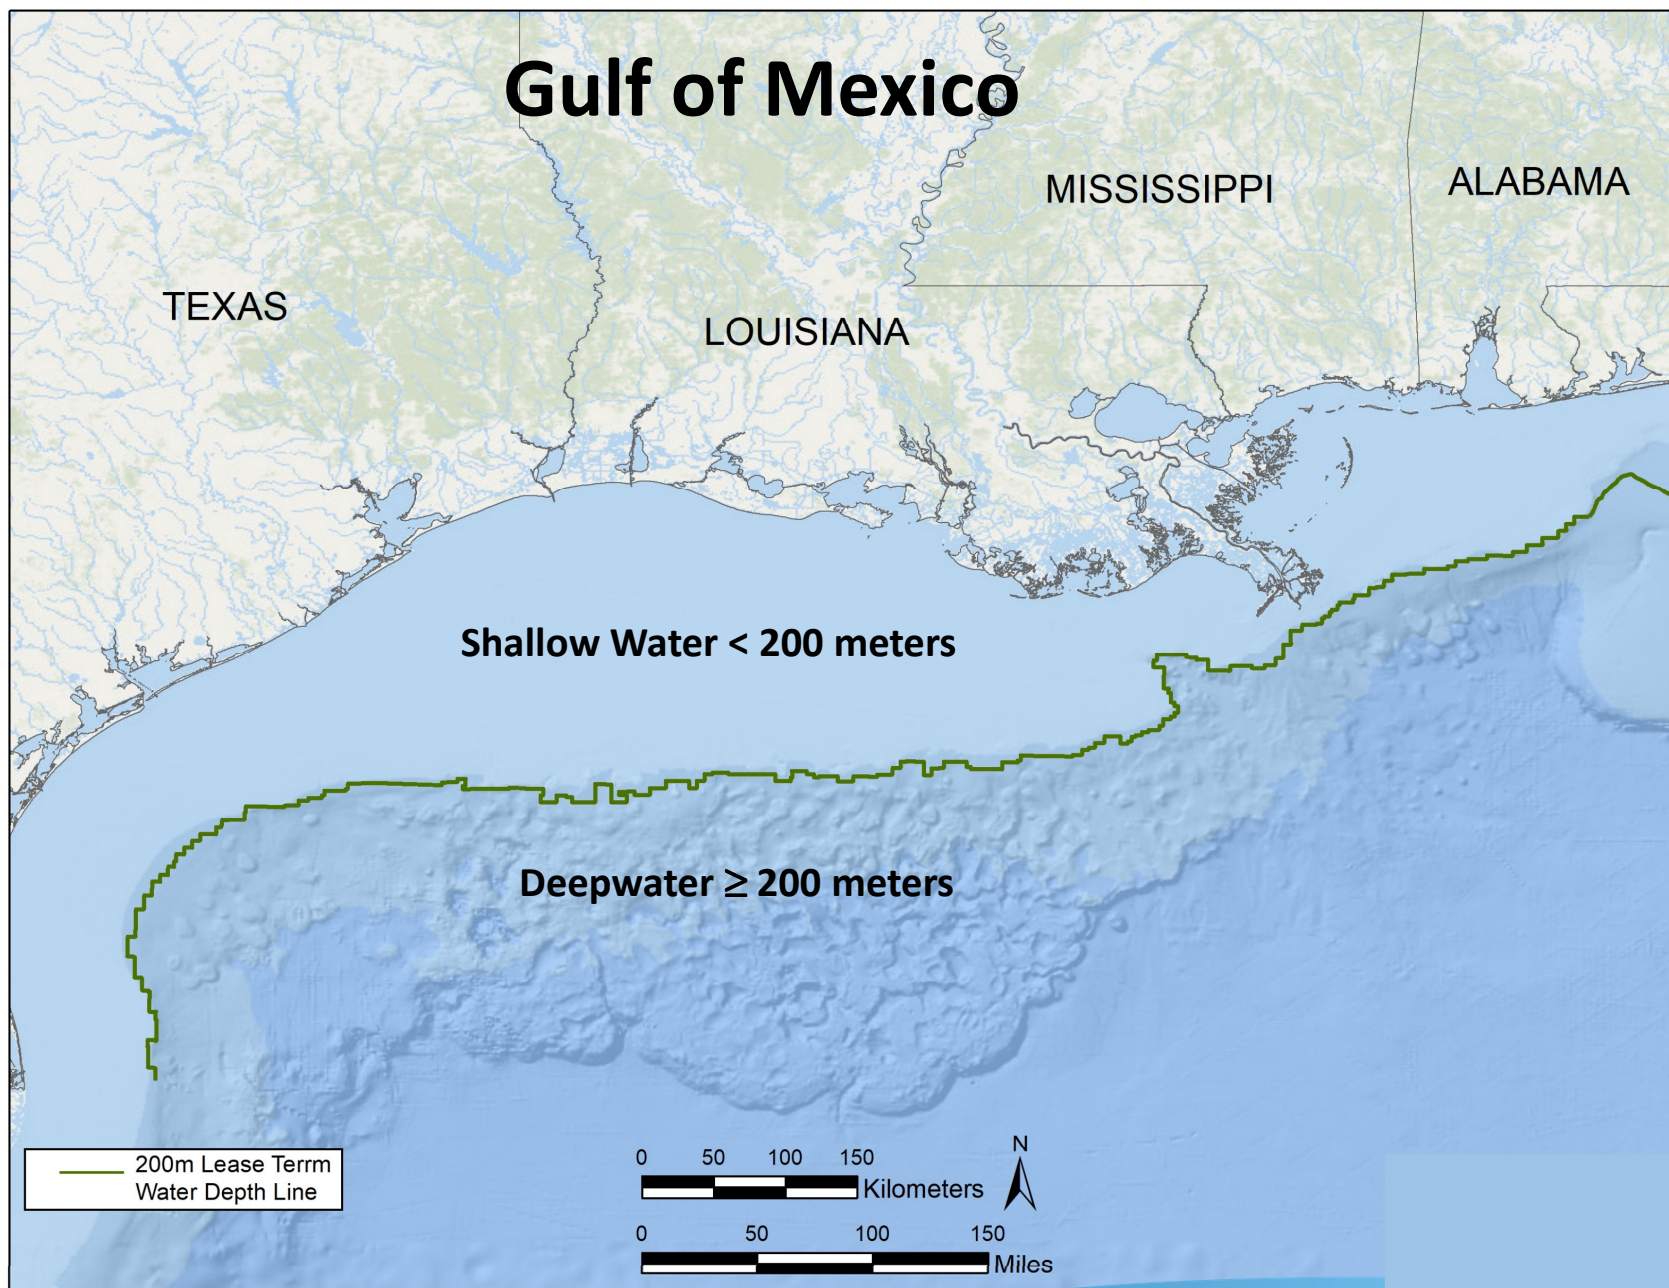 Gulf of Mexico
MISSISSIPPI
ALABAMA
TEXAS
LOUISIANA
Shallow Water < 200 meters
Deepwater ≥ 200 meters
200m Lease Terrm
Water Depth Line
0 50 100 150
Kilometers
N
0 50 100 150
Miles